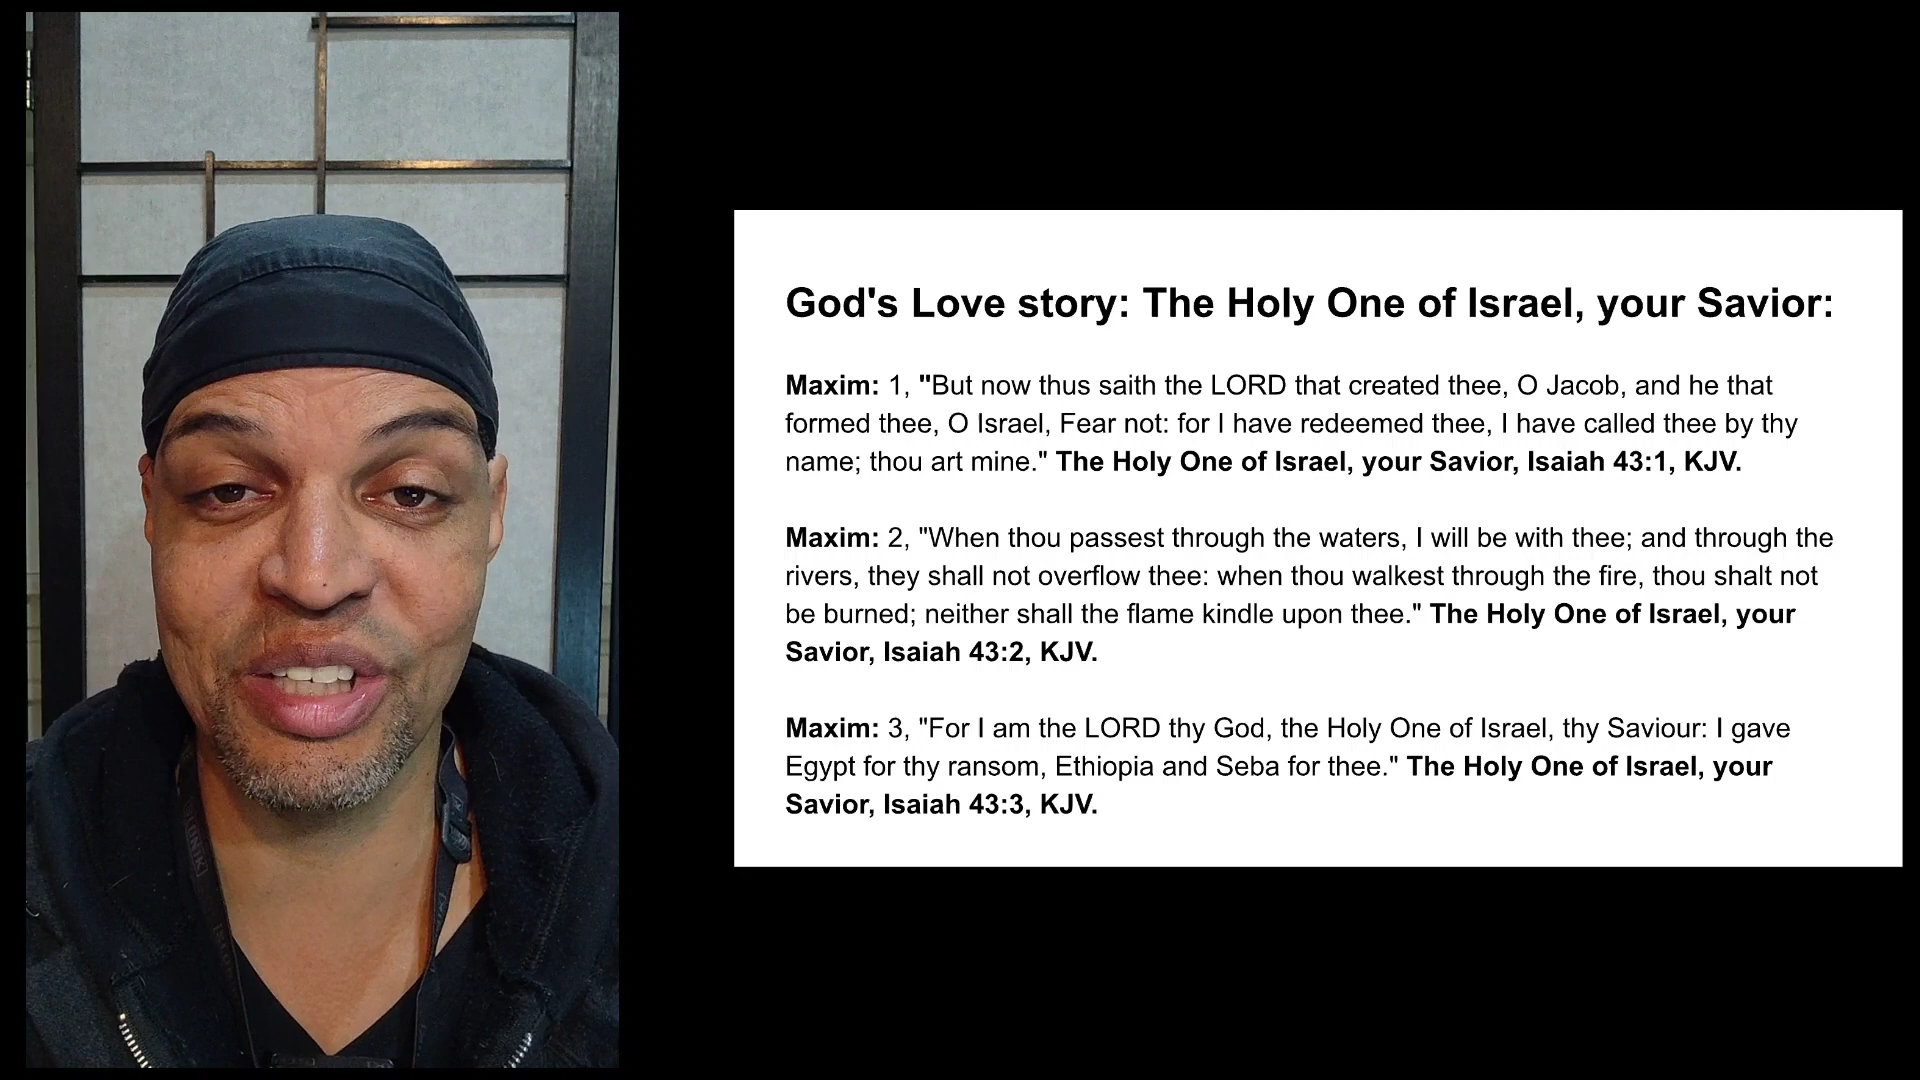 God's Love story: The Holy One of Israel, your Savior:
Maxim: 1, "But now thus saith the LORD that created thee, O Jacob, and he that
formed thee, O Israel, Fear not: for I have redeemed thee, I have called thee by thy
name; thou art mine." The Holy One of Israel, your Savior, Isaiah 43:1, KJV.
Maxim: 2, "When thou passest through the waters, I will be with thee; and through the
rivers, they shall not overflow thee: when thou walkest through the fire, thou shalt not
be burned; neither shall the flame kindle upon thee." The Holy One of Israel, your
Savior, Isaiah 43:2, KJV.
Maxim: 3, "For I am the LORD thy God, the Holy One of Israel, thy Saviour: I gave
Egypt for thy ransom, Ethiopia and Seba for thee." The Holy One of Israel, your
Savior, Isaiah 43:3, KJV.